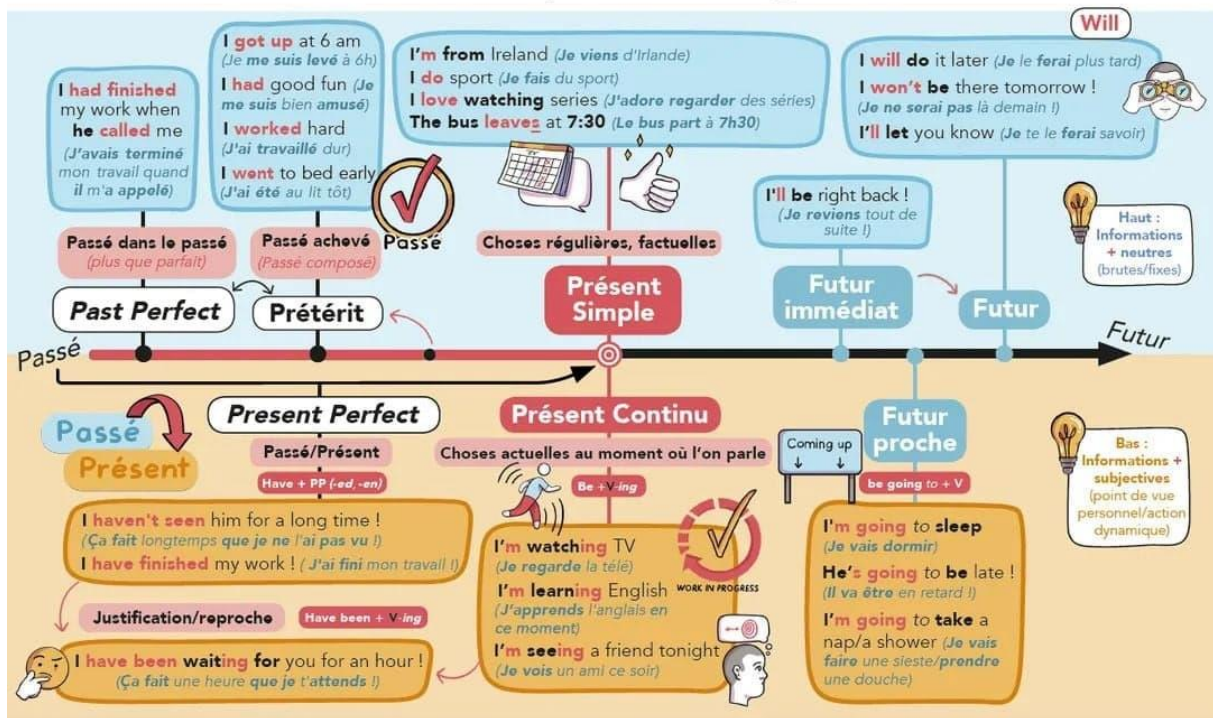 Will
I had finished
my work when
he called me
(J'avais terminé
mon travail quand
il m'a appelé)
I got up at 6 am
(Je me suis levé à 6h)
I had good fun (Je
me suis bien amusé)
I worked hard
(J'ai travaillé dur)
I went to bed early
(J'ai été au lit tôt)
Passé
I'm from Ireland (Je viens d'Irlande)
I do sport (Je fais du sport)
I love watching series (J'adore regarder des séries)
The bus leaves at 7:30 (Le bus part à 7h30)
I will do it later (Je le ferai plus tard)
I won't be there tomorrow !
(Je ne serai pas là demain !)
I'll let you know (Je te le ferai savoir)
I'll be right back !
(Je reviens tout de
suite !)
Haut :
Informations
+ neutres
(brutes/fixes)
Passé dans le passé
(plus que parfait)
Passé achevé
(Passé composé)
Choses régulières, factuelles
Past Perfect
Prétérit
Présent
Simple
Futur
immédiat
Futur
Passé
Futur
Passé
Présent
Present Perfect
Passé/Présent
Have + PP (-ed, -en)
Présent Continu
Choses actuelles au moment où l'on parle
Be +V-ing
Futur
proche
Coming up
be going to + V
Bas :
Informations +
subjectives
(point de vue
personnel/action
dynamique)
I haven't seen him for a long time !
(Ça fait longtemps que je ne l'ai pas vu !)
I have finished my work ! ( J'ai fini mon travail !)
Justification/reproche
Have been + V-ing
I have been waiting for you for an hour !
(Ça fait une heure que je t'attends !)
I'm watching TV
(Je regarde la télé)
I'm learning English
(J'apprends l'anglais en
ce moment)
I'm seeing a friend tonight
(Je vois un ami ce soir)
WORK IN PROGRESS
I'm going to sleep
(Je vais dormir)
He's going to be late !
(Il va être en retard !)
I'm going to take a
nap/a shower (Je vais
faire une sieste/prendre
une douche)